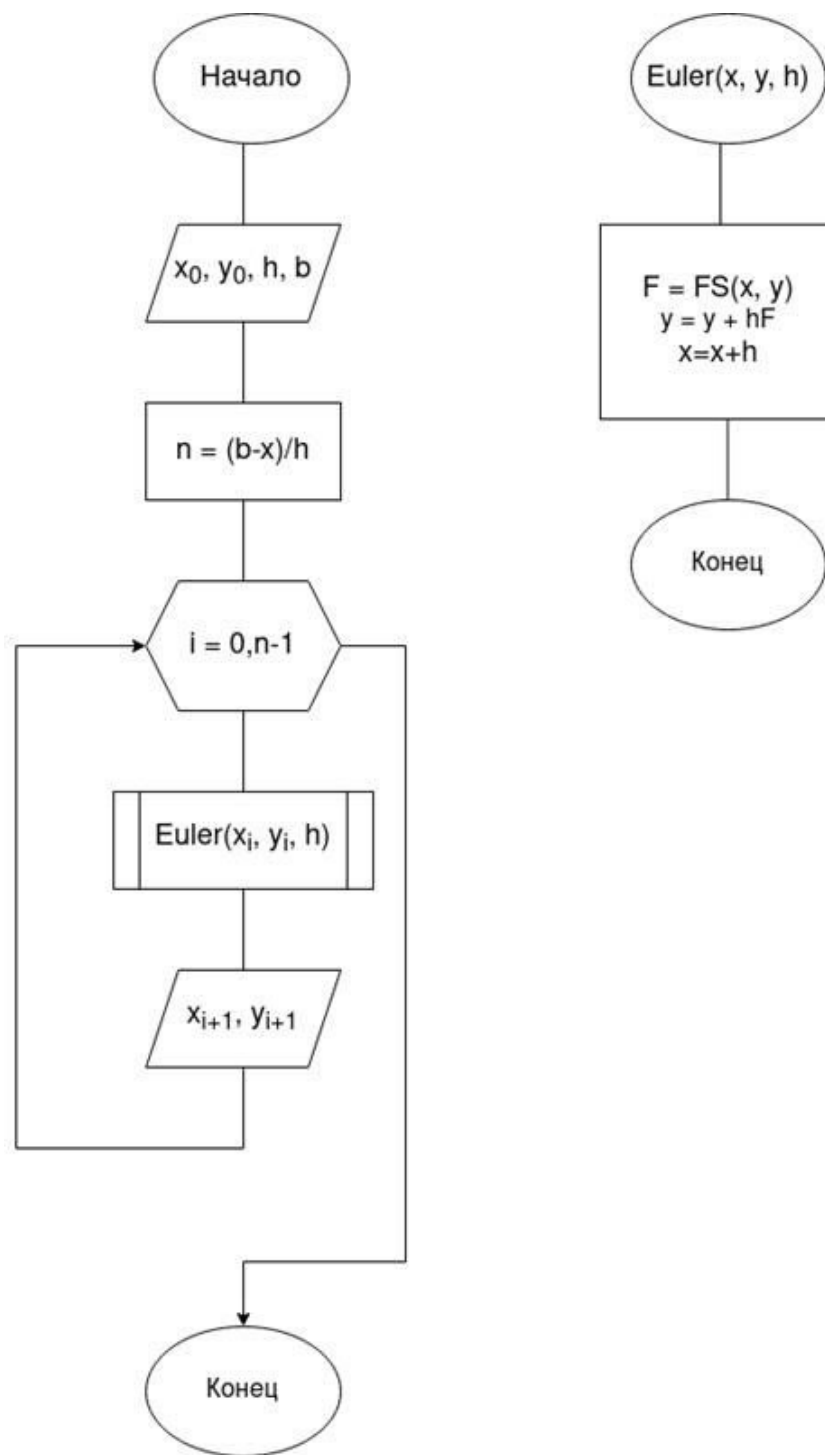 Начало
x₀, y₀, h, b
n = (b-x)/h
i = 0,n-1
Euler(xᵢ, yᵢ, h)
xᵢ₊₁, yᵢ₊₁
Конец
Euler(x, y, h)
F = FS(x, y)
y = y + hF
x=x+h
Конец